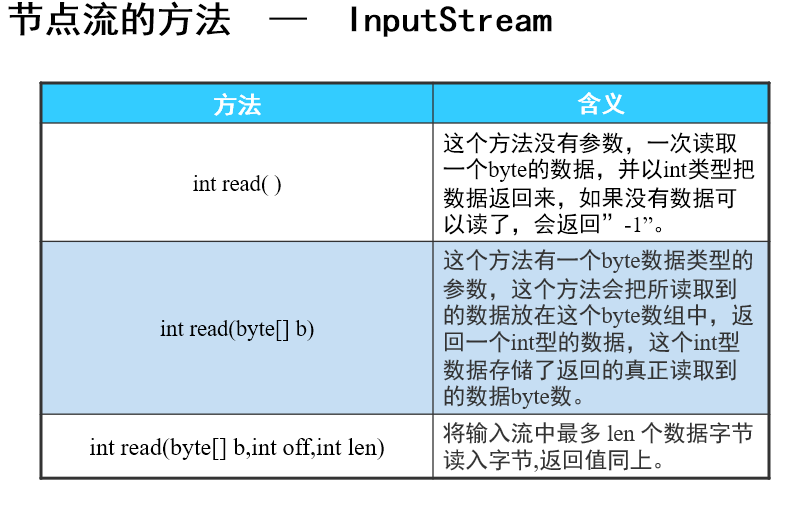 节点流的方法 — InputStream
方法
含义
int read( )
这个方法没有参数，一次读取
一个byte的数据，并以int类型把
数据返回来，如果没有数据可
以读了，会返回”-1”。
int read(byte[] b)
这个方法有一个byte数据类型的
参数，这个方法会把所读取到
的数据放在这个byte数组中，返
回一个int型的数据，这个int型
数据存储了返回的真正读取到
的数据byte数。
int read(byte[] b,int off,int len)
将输入流中最多 len 个数据字节
读入字节,返回值同上。